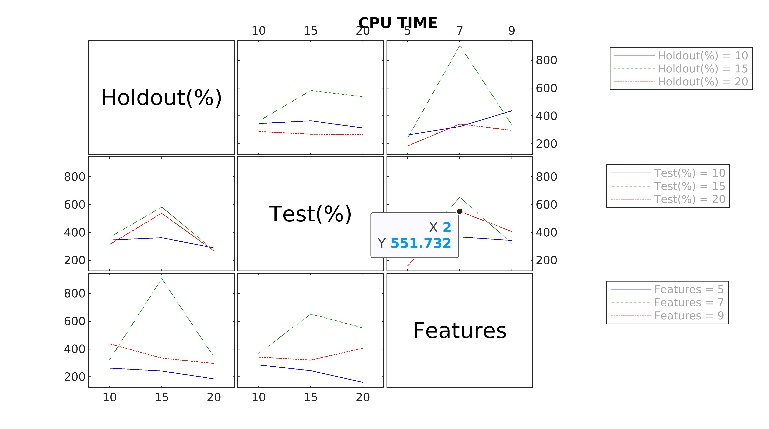 CPU TIME
10 15 20 5 7 9
Holdout(%)
800
400
200
Holdout(%) = 10
Holdout(%) = 15
Holdout(%) = 20
800
600
400
200
Test(%)
X 2
Y 551.732
800
600
400
200
Test(%) = 10
Test(%) = 15
Test(%) = 20
800
600
400
200
Features
Features = 5
Features = 7
Features = 9
10 15 20 10 15 20